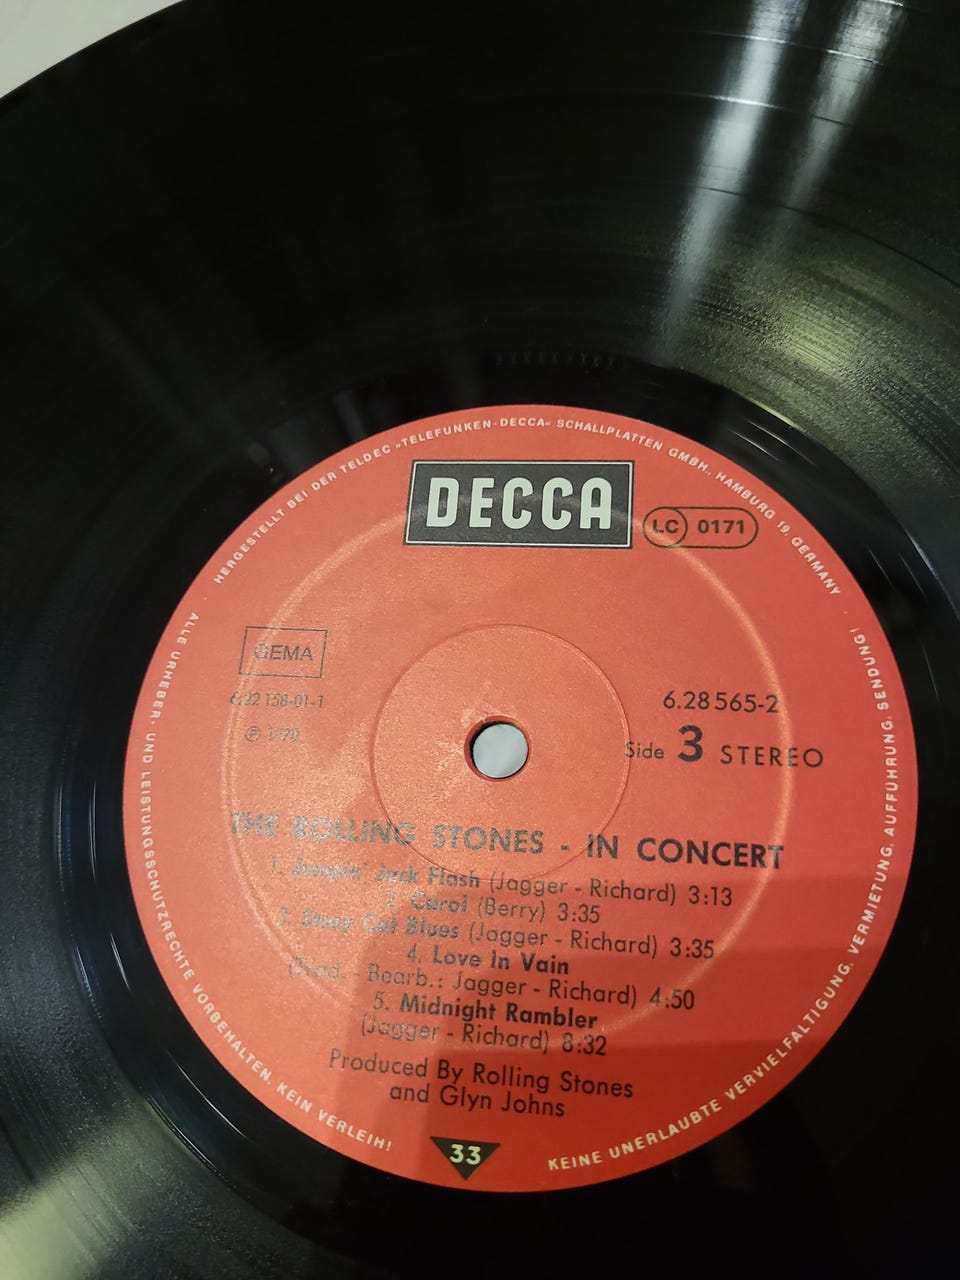 HERGESTELLT BEI DER TELDEC »TELEFUNKEN-DECCA« SCHALLPLATTEN GMBH., HAMBURG 19, GERMANY
DECCA
LC 0171
GEMA
6.22 158-01-1
℗ 1970
6.28 565-2
Side 3 STEREO
THE ROLLING STONES - IN CONCERT
1. Jumpin' Jack Flash (Jagger - Richard) 3:13
2. Carol (Berry) 3:35
3. Stray Cat Blues (Jagger - Richard) 3:35
4. Love In Vain
(Trad. - Bearb.: Jagger - Richard) 4:50
5. Midnight Rambler
(Jagger - Richard) 8:32
Produced By Rolling Stones
and Glyn Johns
33
ALLE URHEBER- UND LEISTUNGSSCHUTZRECHTE VORBEHALTEN. KEIN VERLEIH!
KEINE UNERLAUBTE VERVIELFÄLTIGUNG, VERMIETUNG, AUFFÜHRUNG, SENDUNG!